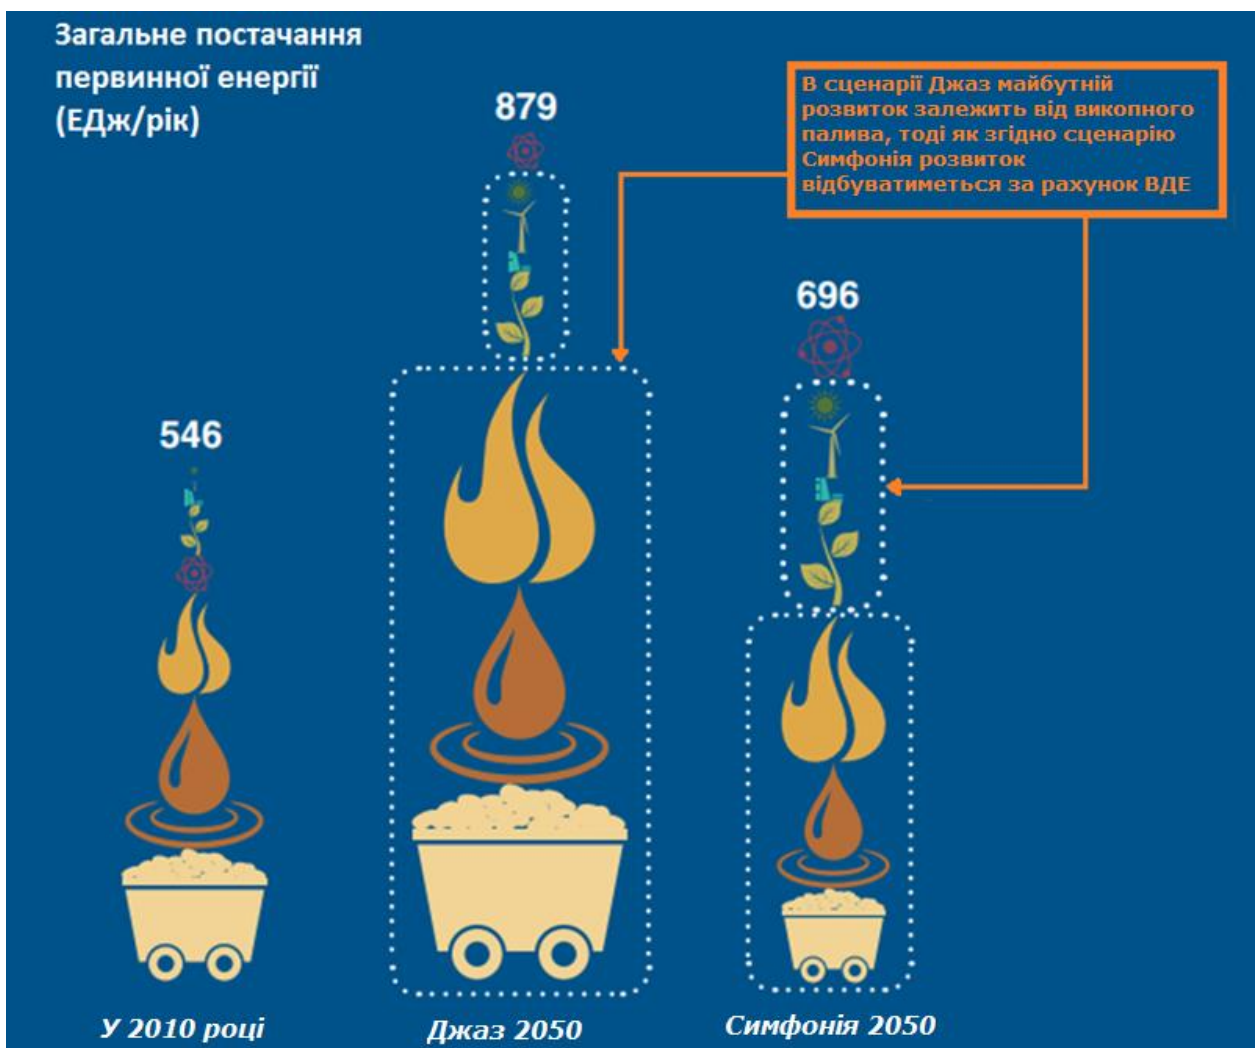 Загальне постачання
первинної енергії
(ЕДж/рік)
879
В сценарії Джаз майбутній
розвиток залежить від викопного
палива, тоді як згідно сценарію
Симфонія розвиток
відбуватиметься за рахунок ВДЕ
696
546
У 2010 році
Джаз 2050
Симфонія 2050